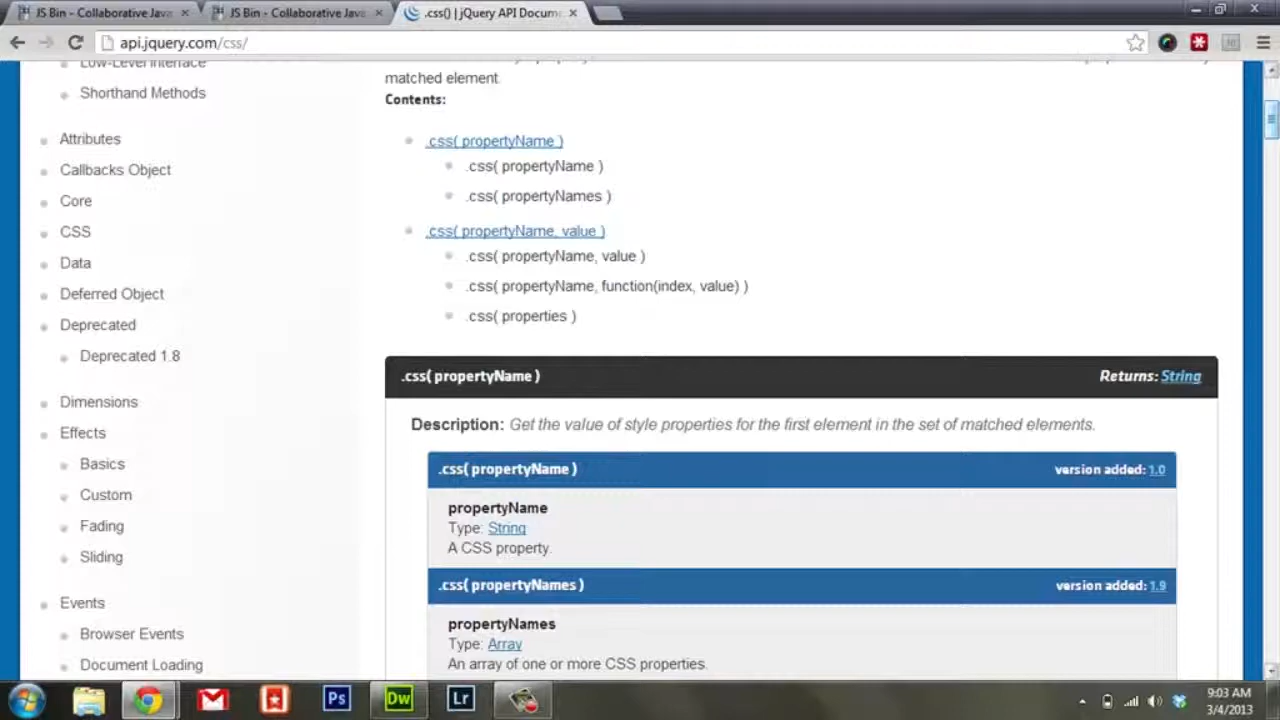 JS Bin - Collaborative Java
JS Bin - Collaborative Java
.css() | jQuery API Docum
api.jquery.com/css/
Low-Level Interface
Shorthand Methods
Attributes
Callbacks Object
Core
CSS
Data
Deferred Object
Deprecated
Deprecated 1.8
Dimensions
Effects
Basics
Custom
Fading
Sliding
Events
Browser Events
Document Loading
matched element.
Contents:
.css( propertyName )
.css( propertyName )
.css( propertyNames )
.css( propertyName, value )
.css( propertyName, value )
.css( propertyName, function(index, value) )
.css( properties )
.css( propertyName ) Returns: String
Description: Get the value of style properties for the first element in the set of matched elements.
.css( propertyName ) version added: 1.0
propertyName
Type: String
A CSS property.
.css( propertyNames ) version added: 1.9
propertyNames
Type: Array
An array of one or more CSS properties.
Ps
Dw
Lr
9:03 AM
3/4/2013